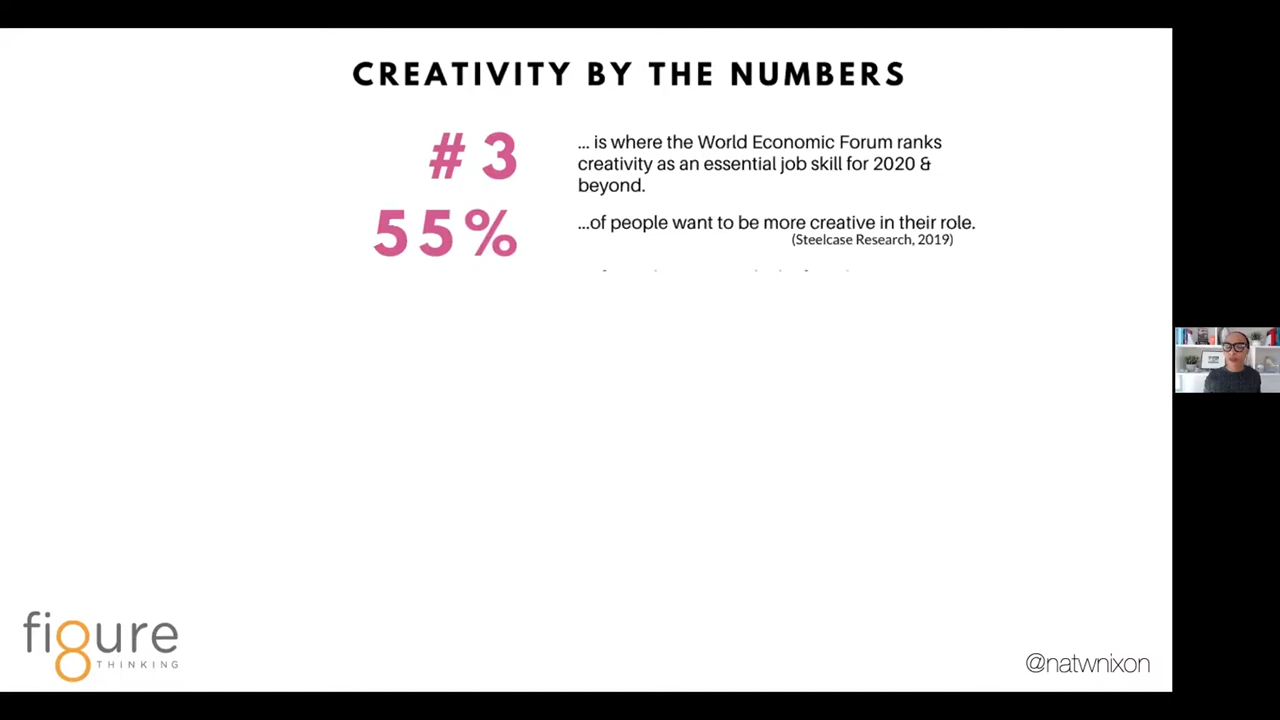 CREATIVITY BY THE NUMBERS
#3
... is where the World Economic Forum ranks
creativity as an essential job skill for 2020 &
beyond.
55%
...of people want to be more creative in their role.
(Steelcase Research, 2019)
fi8ure
THINKING
@natwnixon